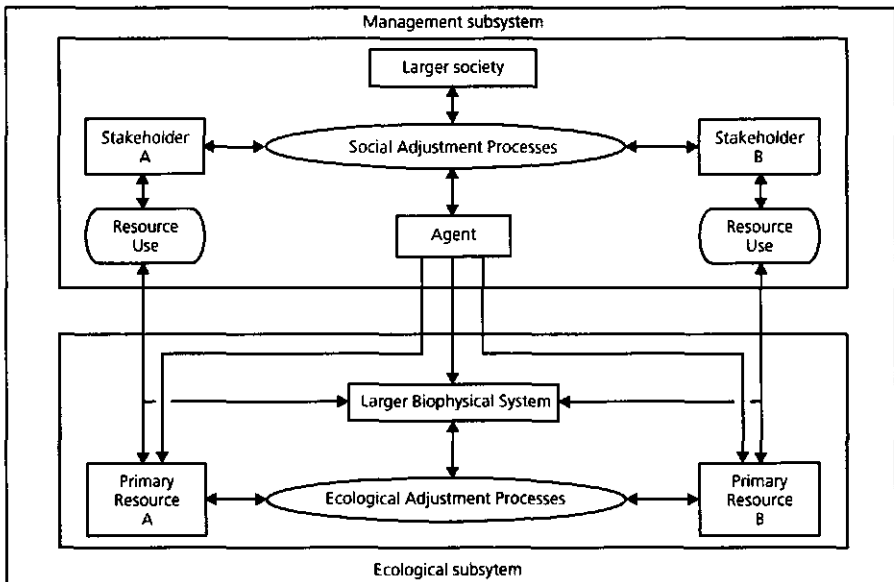 Management subsystem
Larger society
Stakeholder
A
Social Adjustment Processes
Stakeholder
B
Resource
Use
Agent
Resource
Use
Larger Biophysical System
Primary
Resource
A
Ecological Adjustment Processes
Primary
Resource
B
Ecological subsytem